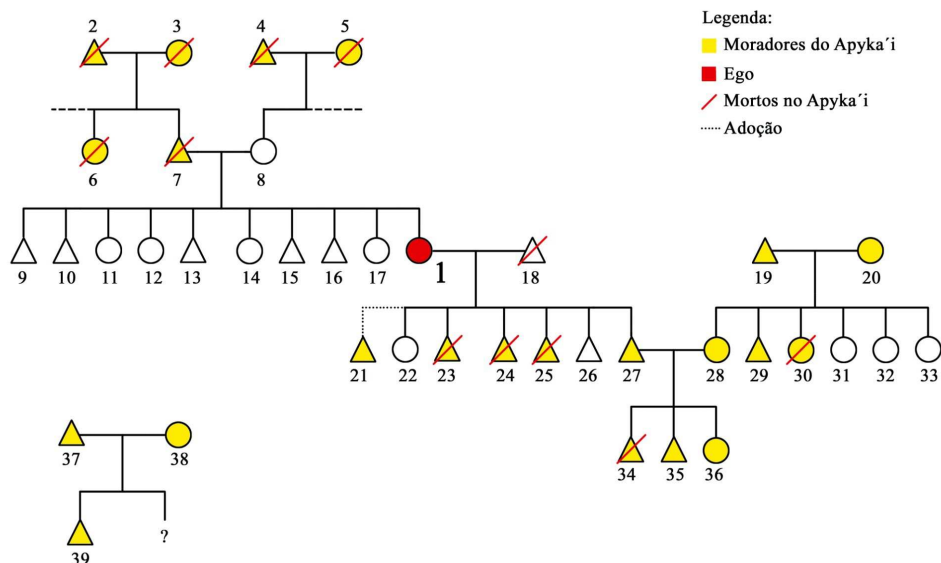 Legenda:
Moradores do Apyka´i
Ego
Mortos no Apyka´i
Adoção
2 3 4 5
6 7 8
9 10 11 12 13 14 15 16 17 1 18 19 20
21 22 23 24 25 26 27 28 29 30 31 32 33
37 38 34 35 36
39 ?